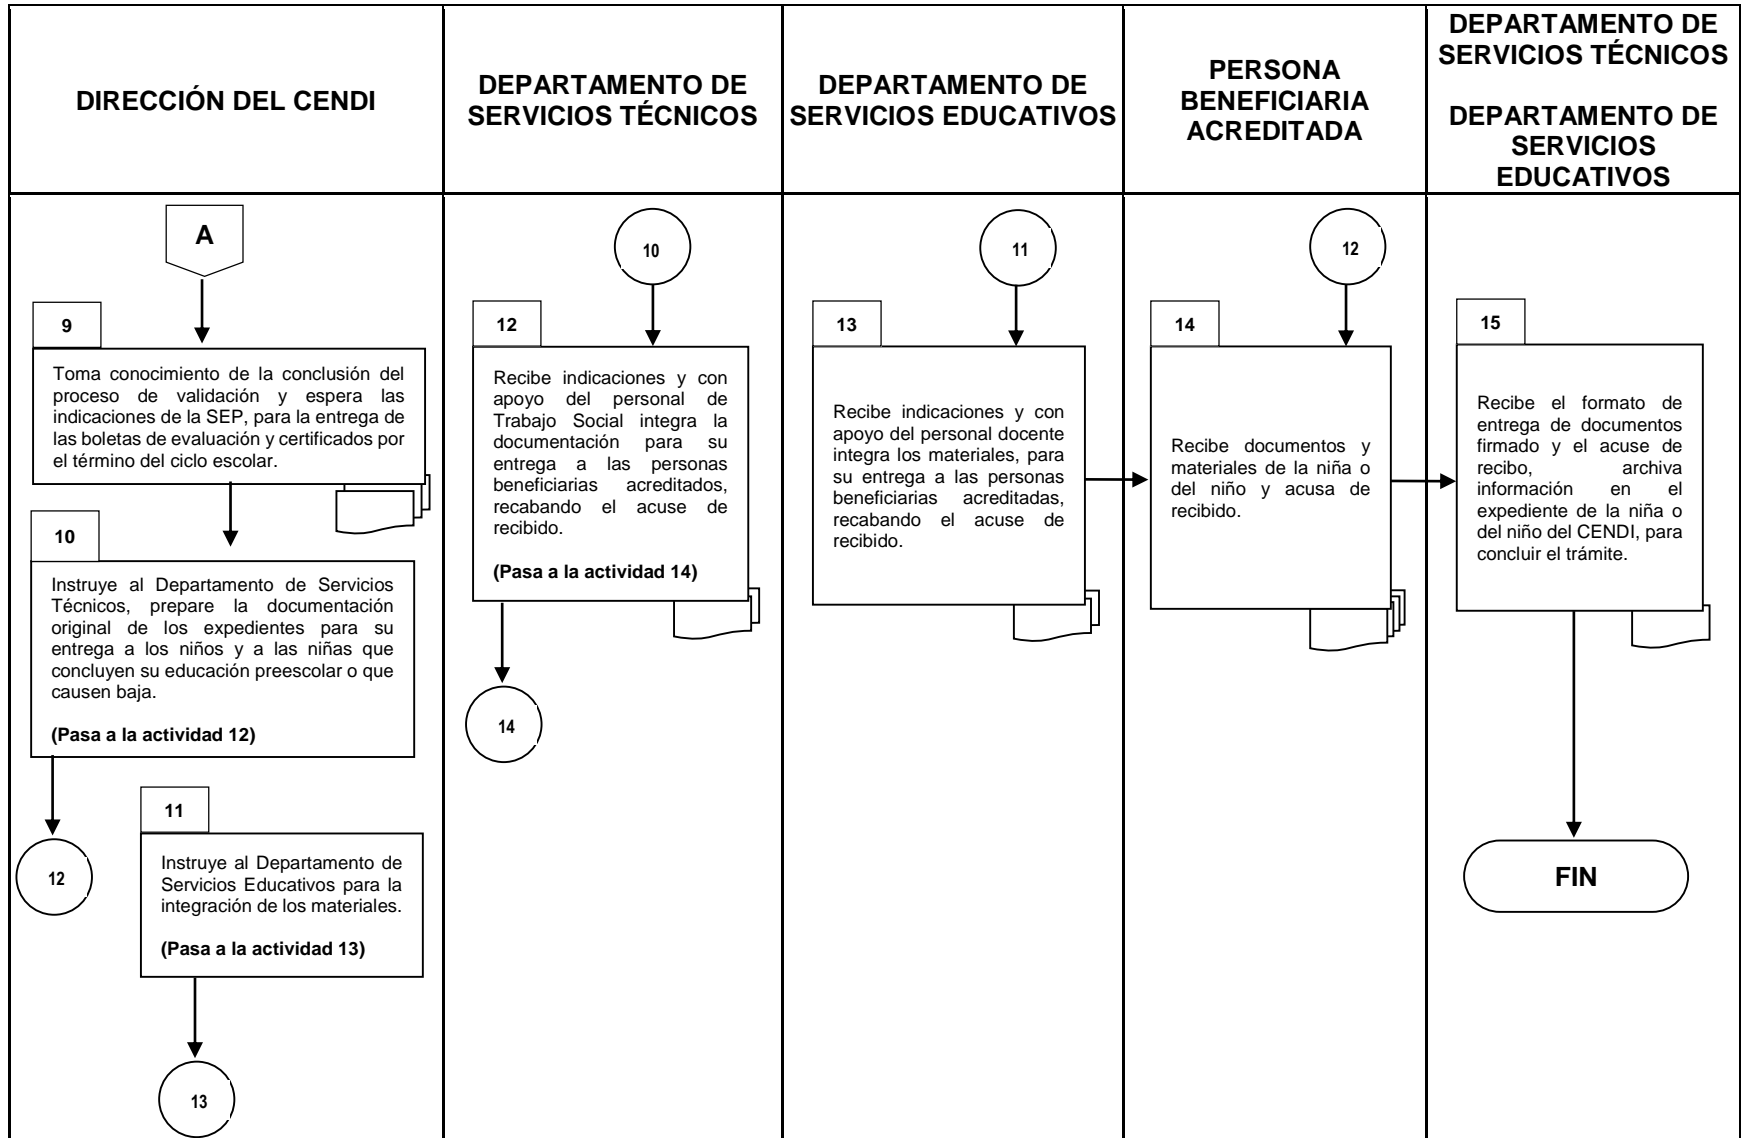 DIRECCIÓN DEL CENDI
DEPARTAMENTO DE
SERVICIOS TÉCNICOS
DEPARTAMENTO DE
SERVICIOS EDUCATIVOS
PERSONA
BENEFICIARIA
ACREDITADA
DEPARTAMENTO DE
SERVICIOS TÉCNICOS
DEPARTAMENTO DE
SERVICIOS
EDUCATIVOS
A
9
Toma conocimiento de la conclusión del
proceso de validación y espera las
indicaciones de la SEP, para la entrega de
las boletas de evaluación y certificados por
el término del ciclo escolar.
10
Instruye al Departamento de Servicios
Técnicos, prepare la documentación
original de los expedientes para su
entrega a los niños y a las niñas que
concluyen su educación preescolar o que
causen baja.
(Pasa a la actividad 12)
12
11
Instruye al Departamento de
Servicios Educativos para la
integración de los materiales.
(Pasa a la actividad 13)
13
10
12
Recibe indicaciones y con
apoyo del personal de
Trabajo Social integra la
documentación para su
entrega a las personas
beneficiarias acreditados,
recabando el acuse de
recibido.
(Pasa a la actividad 14)
14
11
13
Recibe indicaciones y con
apoyo del personal docente
integra los materiales, para
su entrega a las personas
beneficiarias acreditadas,
recabando el acuse de
recibido.
12
14
Recibe documentos y
materiales de la niña o
del niño y acusa de
recibido.
15
Recibe el formato de
entrega de documentos
firmado y el acuse de
recibo, archiva
información en el
expediente de la niña o
del niño del CENDI, para
concluir el trámite.
FIN